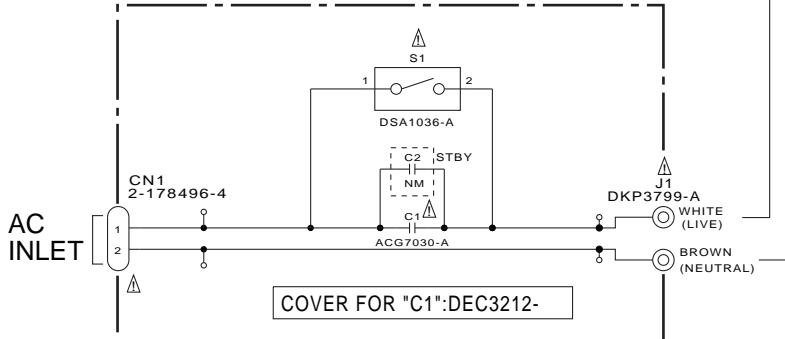 S1
1 2
DSA1036-A
C2 STBY
NM
CN1
2-178496-4
J1
DKP3799-A
AC
INLET
1
2
C1
ACG7030-A
WHITE
(LIVE)
BROWN
(NEUTRAL)
COVER FOR "C1":DEC3212-